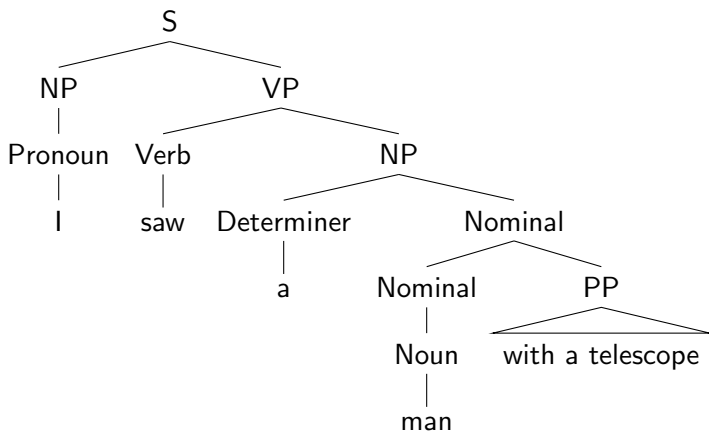 S
NP VP
Pronoun Verb NP
I saw Determiner Nominal
a Nominal PP
Noun with a telescope
man